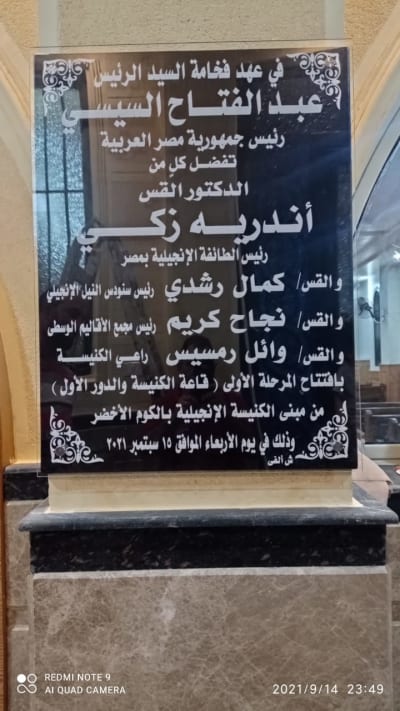 في عهد فخامة السيد الرئيس
عبد الفتاح السيسي
رئيس جمهورية مصر العربية
تفضل كل من
الدكتور القس
أندريه زكي
رئيس الطائفة الإنجيلية بمصر
والقس/ كمال رشدي رئيس سنودس النيل الإنجيلي
والقس/ نجاح كريم رئيس مجمع الأقاليم الوسطى
والقس/ وائل رمسيس راعي الكنيسة
بافتتاح المرحلة الأولى (قاعة الكنيسة والدور الأول)
من مبنى الكنيسة الإنجيلية بالكوم الأخضر
وذلك في يوم الأربعاء الموافق ١٥ سبتمبر ٢٠٢١
REDMI NOTE 9
AI QUAD CAMERA
2021/9/14 23:49